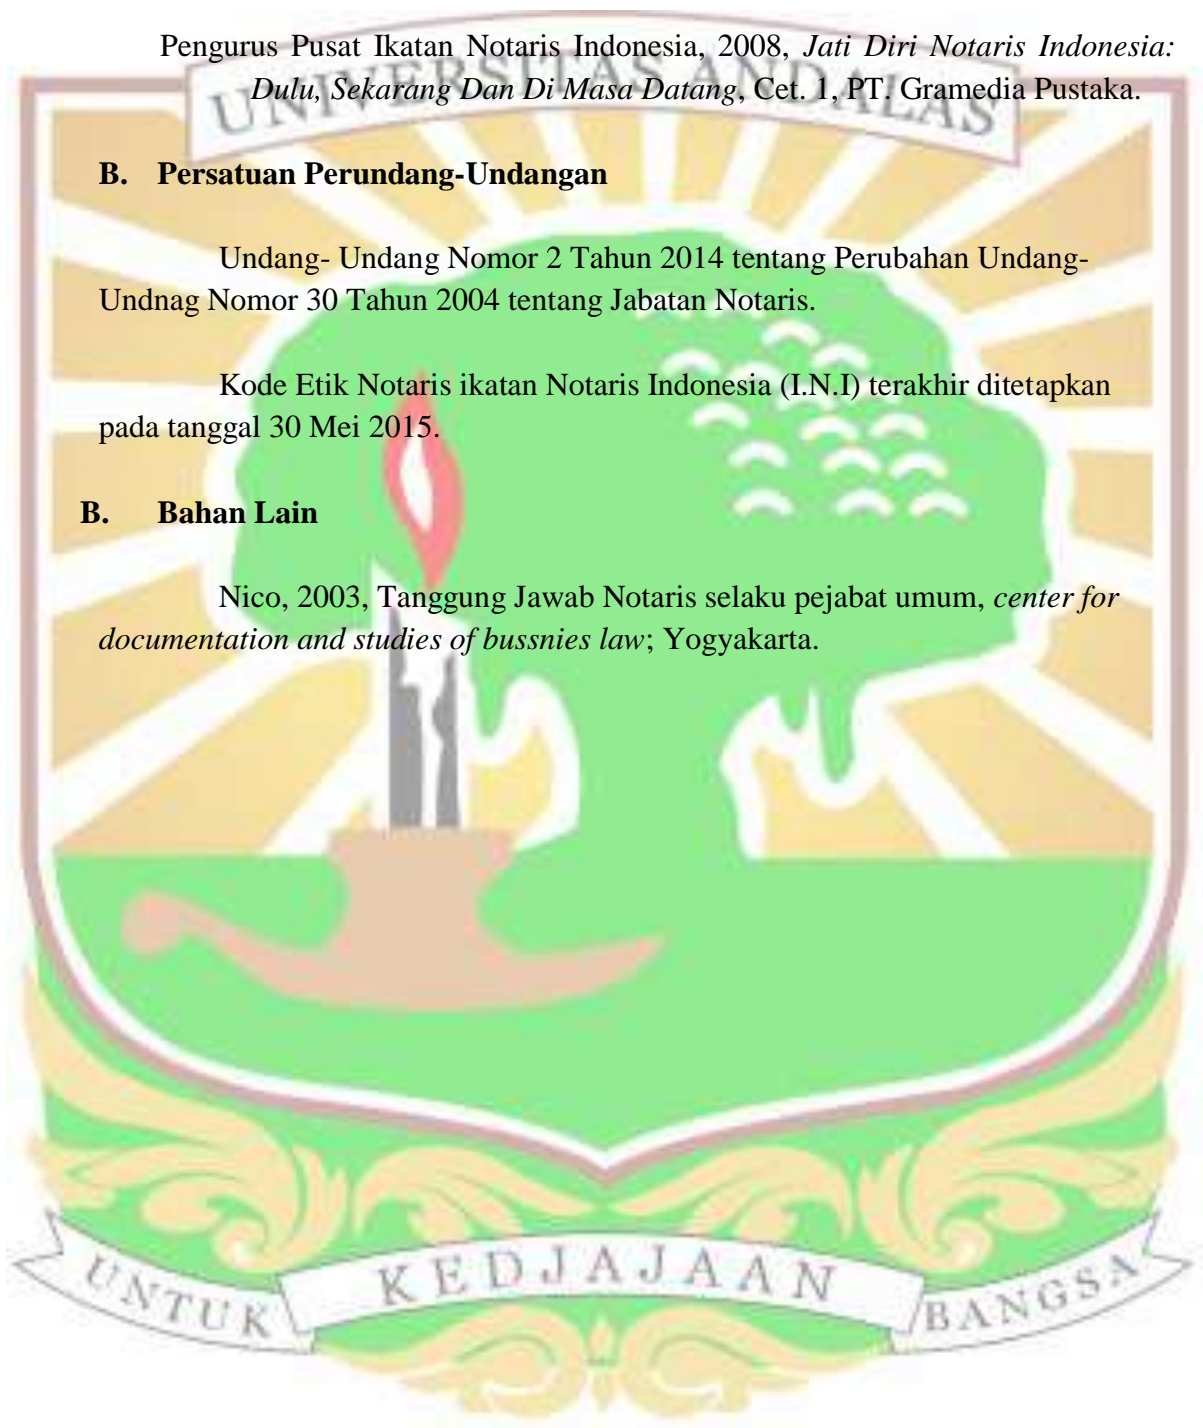 Pengurus Pusat Ikatan Notaris Indonesia, 2008, Jati Diri Notaris Indonesia:
Dulu, Sekarang Dan Di Masa Datang, Cet. 1, PT. Gramedia Pustaka.
UNIVERSITAS ANDALAS
B. Persatuan Perundang-Undangan
Undang- Undang Nomor 2 Tahun 2014 tentang Perubahan Undang-
Undnag Nomor 30 Tahun 2004 tentang Jabatan Notaris.
Kode Etik Notaris ikatan Notaris Indonesia (I.N.I) terakhir ditetapkan
pada tanggal 30 Mei 2015.
B. Bahan Lain
Nico, 2003, Tanggung Jawab Notaris selaku pejabat umum, center for
documentation and studies of bussnies law; Yogyakarta.
UNTUK KEDJAJAAN BANGSA